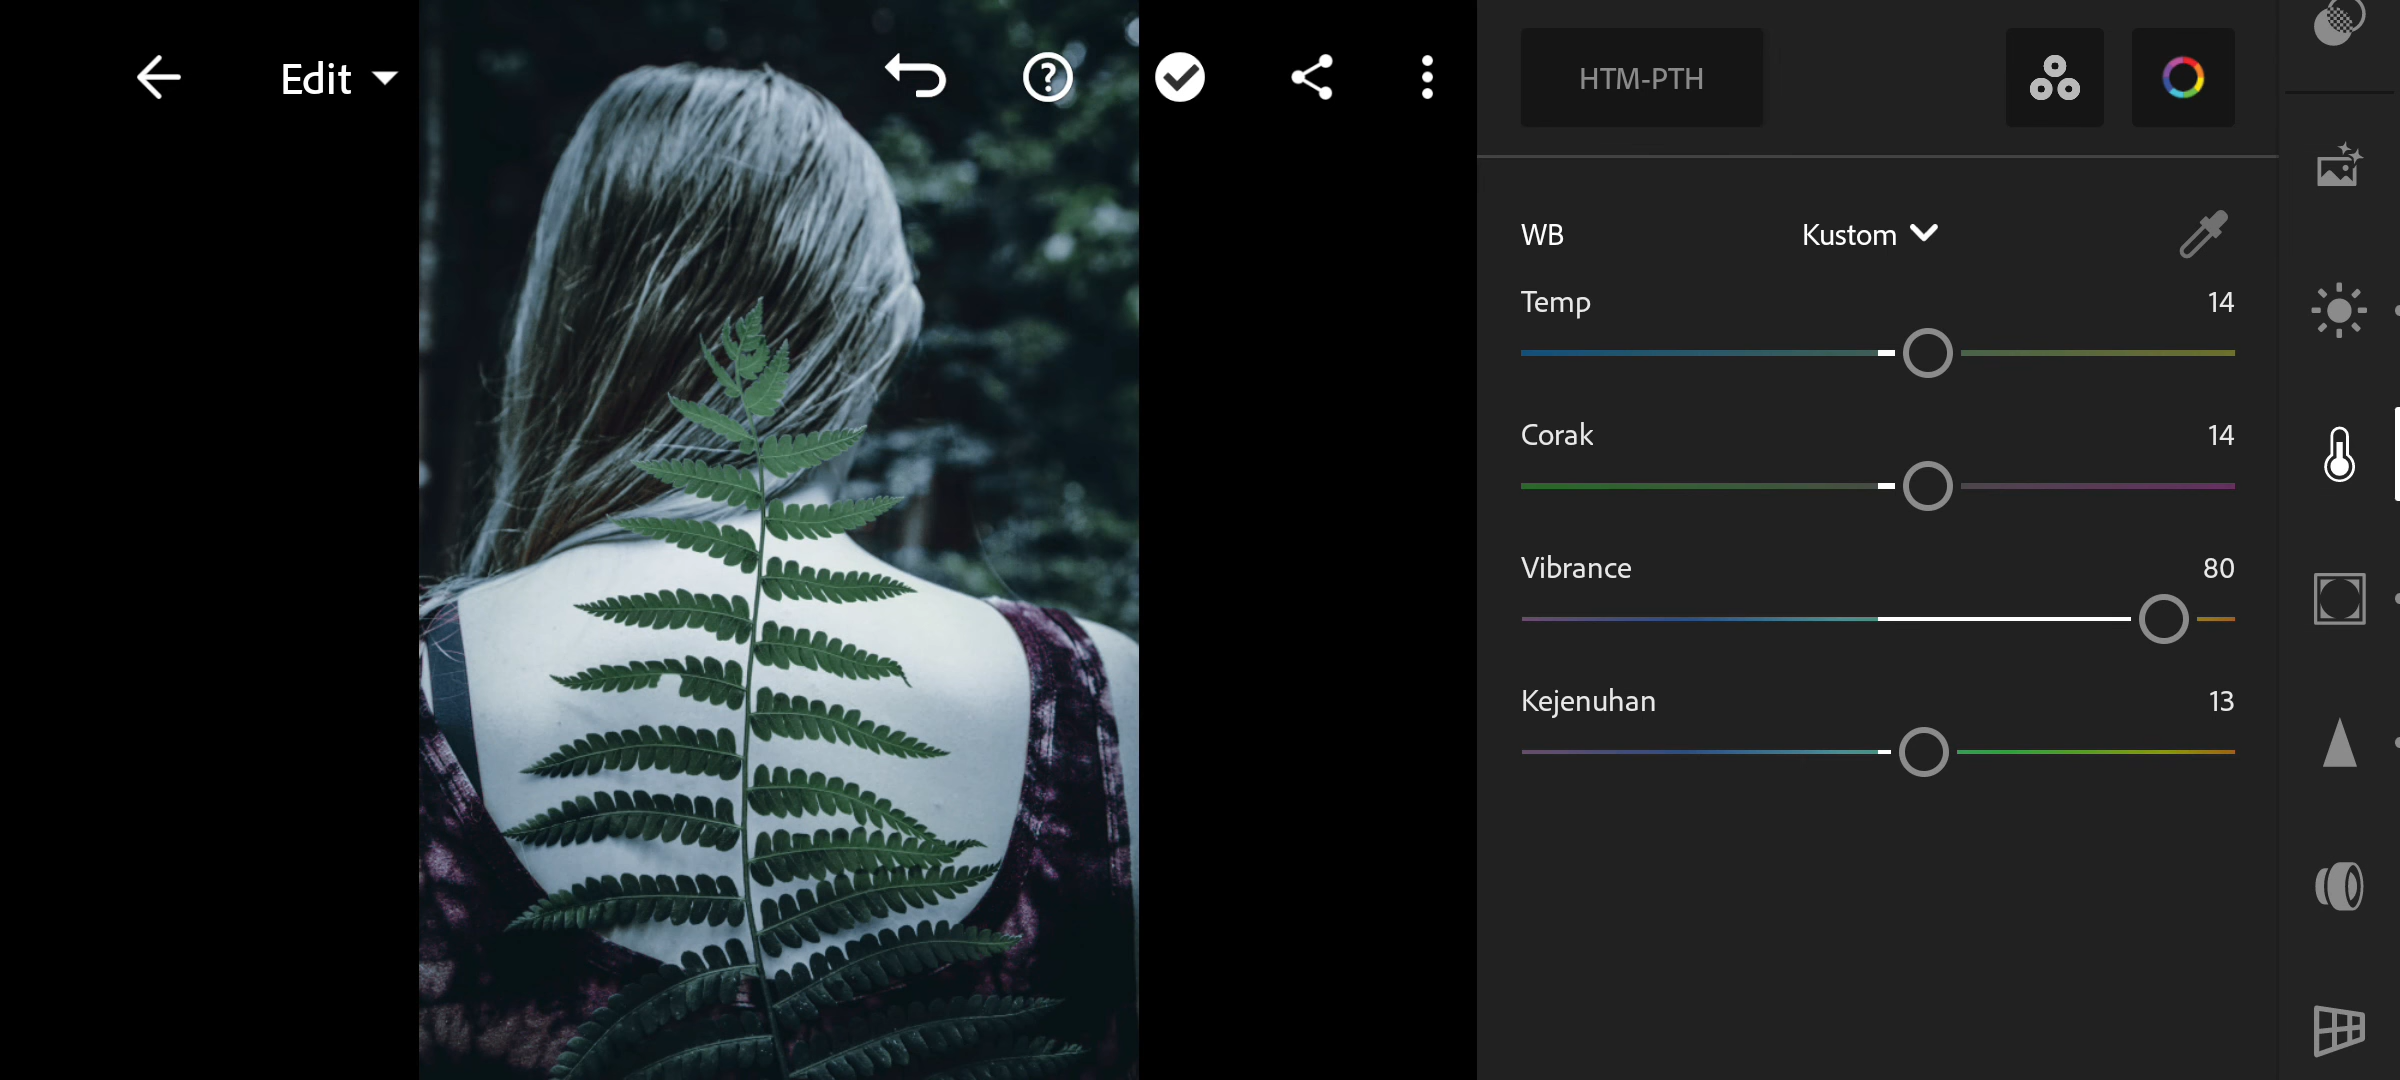 Edit
HTM-PTH
WB
Kustom
Temp
14
Corak
14
Vibrance
80
Kejenuhan
13